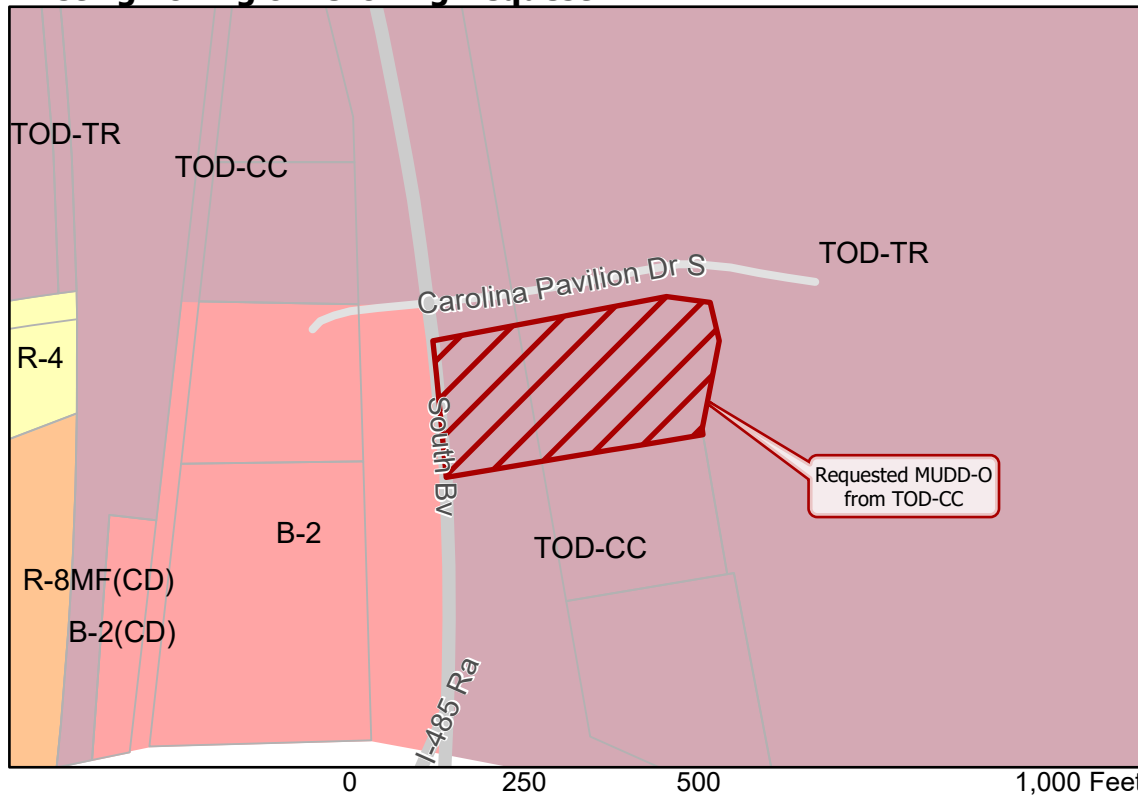 TOD-TR
TOD-CC
TOD-TR
Carolina Pavilion Dr S
R-4
South Bv
Requested MUDD-O
from TOD-CC
B-2
TOD-CC
R-8MF(CD)
B-2(CD)
I-485 Ra
0 250 500 1,000 Feet